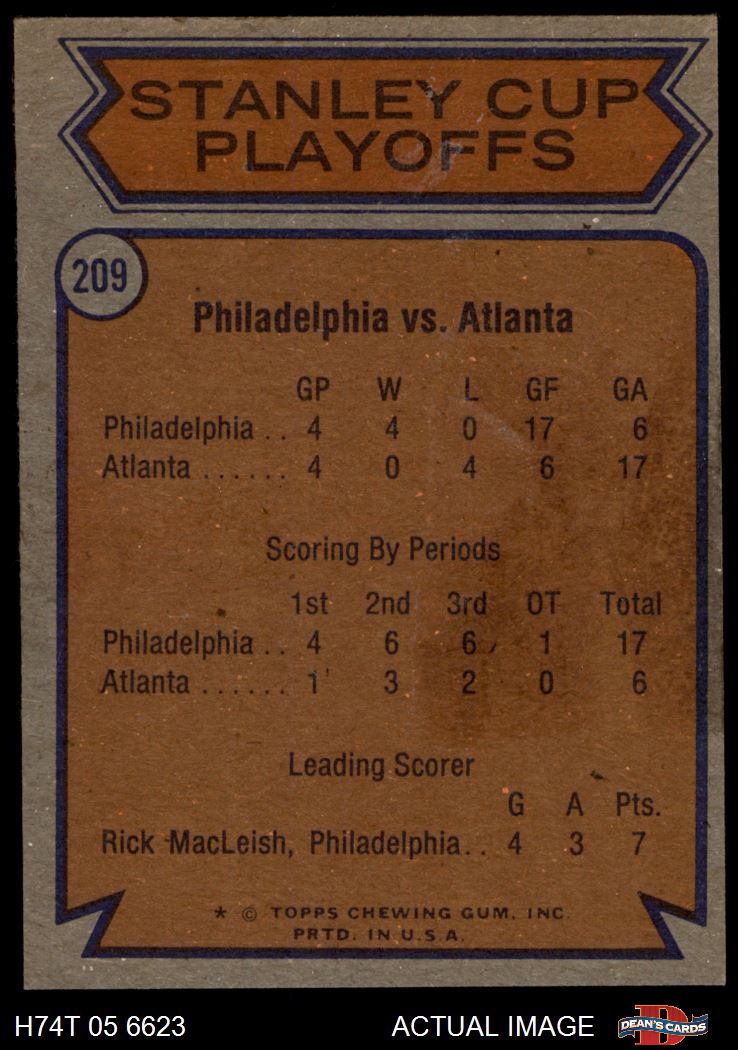 STANLEY CUP
PLAYOFFS
209
Philadelphia vs. Atlanta
GP W L GF GA
Philadelphia . . 4 4 0 17 6
Atlanta . . . . . . 4 0 4 6 17
Scoring By Periods
1st 2nd 3rd OT Total
Philadelphia . . 4 6 6 1 17
Atlanta . . . . . . 1 3 2 0 6
Leading Scorer
G A Pts.
Rick MacLeish, Philadelphia. . 4 3 7
* © TOPPS CHEWING GUM, INC.
PRTD. IN U.S.A.
H74T 05 6623 ACTUAL IMAGE D DEAN'S CARDS